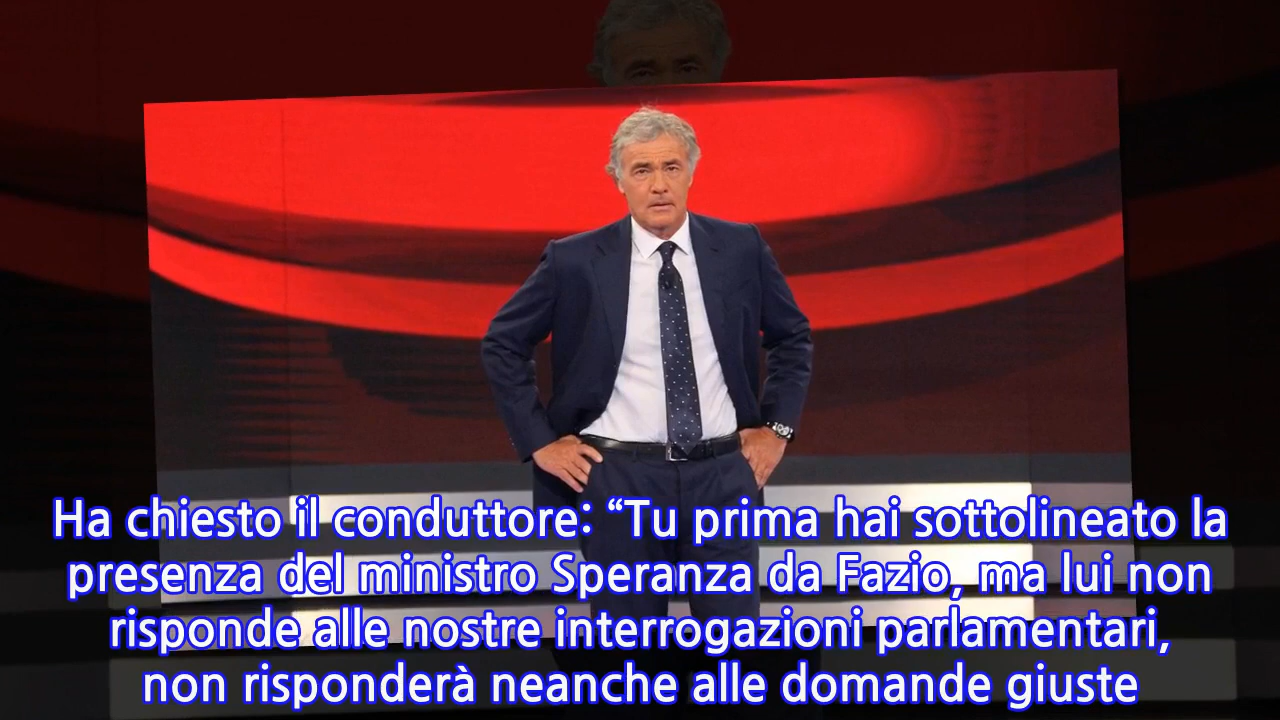 Ha chiesto il conduttore: “Tu prima hai sottolineato la
presenza del ministro Speranza da Fazio, ma lui non
risponde alle nostre interrogazioni parlamentari,
non risponderà neanche alle domande giuste